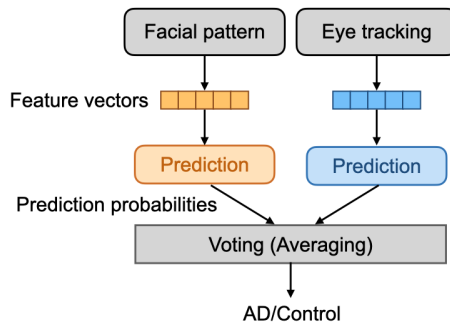 Facial pattern
Eye tracking
Feature vectors
Prediction
Prediction
Prediction probabilities
Voting (Averaging)
AD/Control